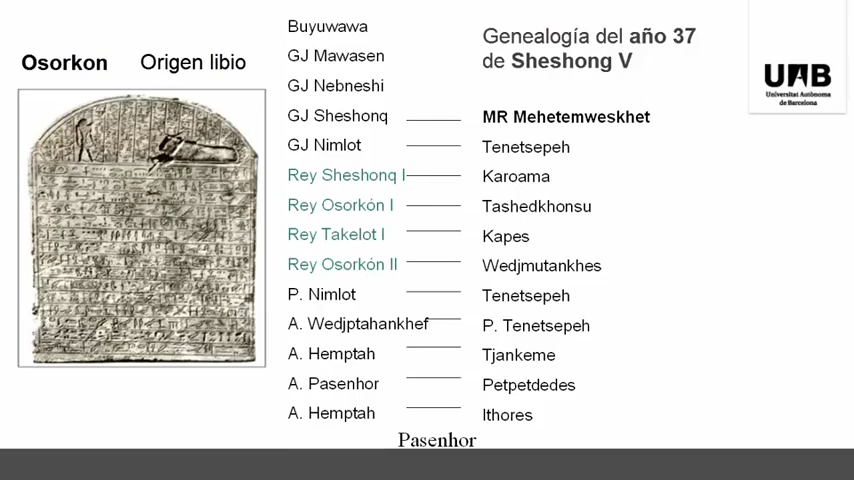 Osorkon Origen libio
Genealogía del año 37
de Sheshong V
UAB
Universitat Autònoma
de Barcelona
Buyuwawa
GJ Mawasen
GJ Nebneshi
GJ Sheshonq MR Mehetemweskhet
GJ Nimlot Tenetsepeh
Rey Sheshonq I Karoama
Rey Osorkón I Tashedkhonsu
Rey Takelot I Kapes
Rey Osorkón II Wedjmutankhes
P. Nimlot Tenetsepeh
A. Wedjptahankhef P. Tenetsepeh
A. Hemptah Tjankeme
A. Pasenhor Petpetdedes
A. Hemptah Ithores
Pasenhor